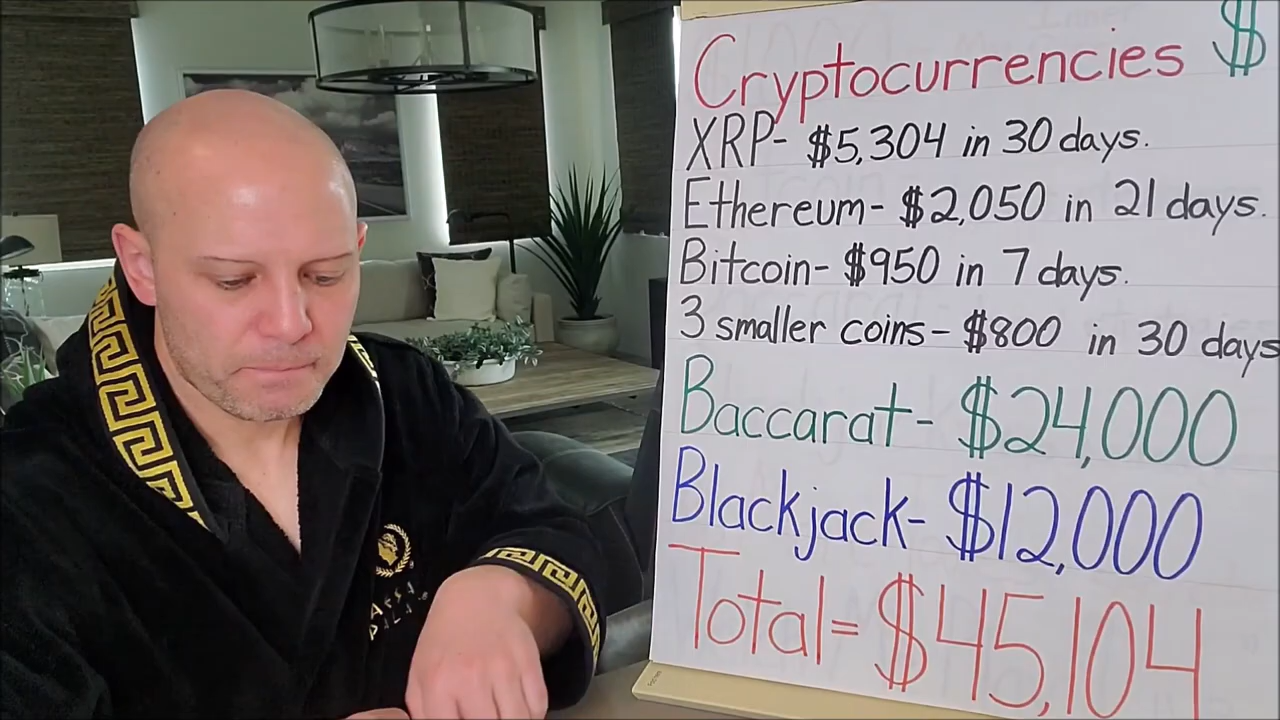 Cryptocurrencies $
XRP- $5,304 in 30 days.
Ethereum- $2,050 in 21 days.
Bitcoin- $950 in 7 days.
3 smaller coins- $800 in 30 days
Baccarat- $24,000
Blackjack- $12,000
Total= $45,104